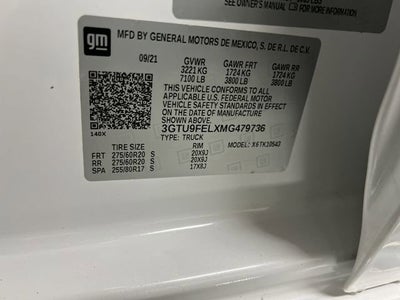 SEE OWNER'S MANUAL FOR MORE
gm
MFD BY GENERAL MOTORS DE MEXICO, S. DE R.L. DE C.V.
09/21 GVWR GAWR FRT GAWR RR
3221 KG 1724 KG 1724 KG
7100 LB 3800 LB 3800 LB
THIS VEHICLE CONFORMS TO ALL
APPLICABLE U.S. FEDERAL MOTOR
VEHICLE SAFETY STANDARDS IN EFFECT ON
THE DATE OF MANUFACTURE SHOWN ABOVE.
140X
3GTU9FELXMG479736
TYPE: TRUCK MODEL: X6TK10543
TIRE SIZE RIM
FRT 275/60R20 S 20X9J
RR 275/60R20 S 20X9J
SPA 255/80R17 S 17X8J